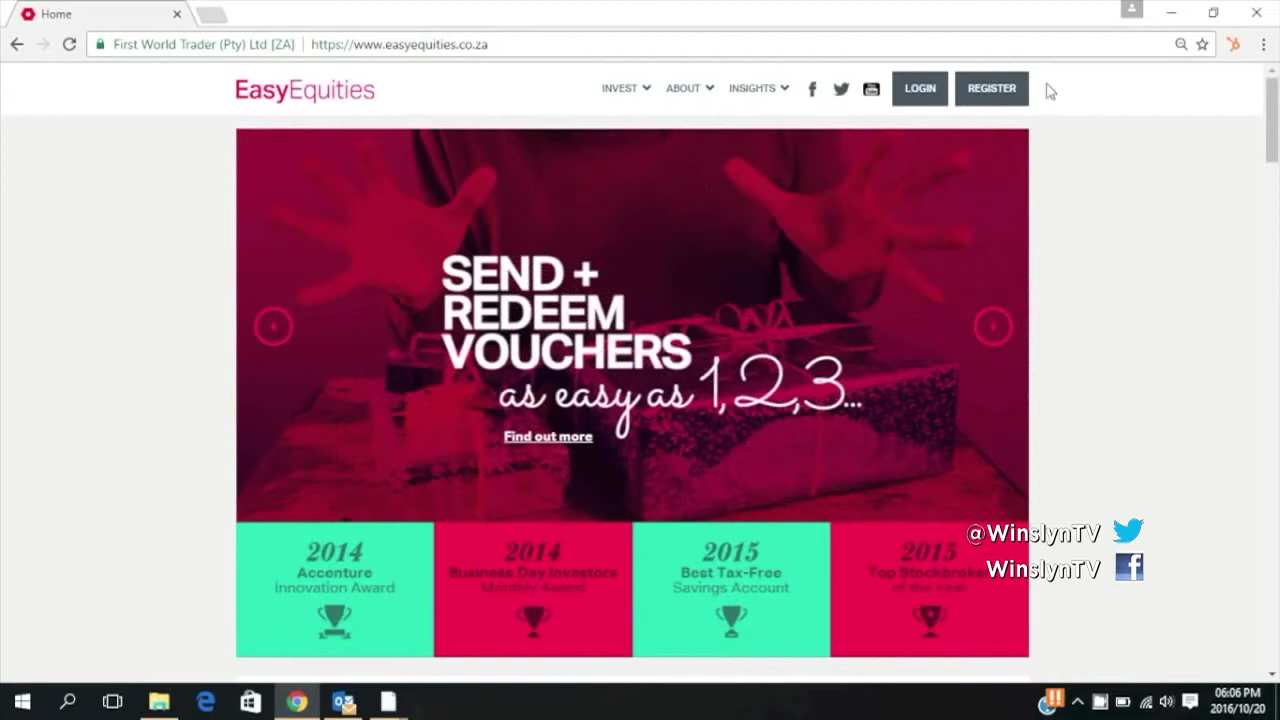 Home
First World Trader (Pty) Ltd [ZA]
https://www.easyequities.co.za
EasyEquities
INVEST
ABOUT
INSIGHTS
LOGIN
REGISTER
SEND +
REDEEM
VOUCHERS
as easy as 1,2,3...
Find out more
2014
Accenture
Innovation Award
2014
Business Day Investors
Monthly Award
2015
Best Tax-Free
Savings Account
2015
Top Stockbroke
of the Year
@WinslynTV
WinslynTV
06:06 PM
2016/10/20